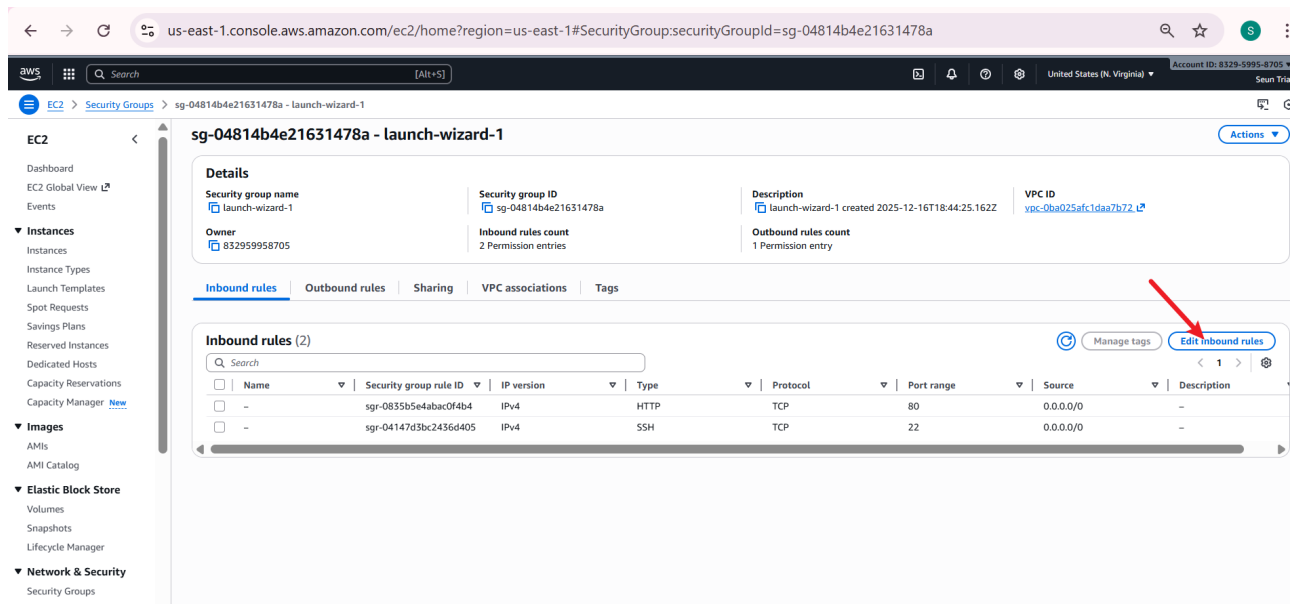 us-east-1.console.aws.amazon.com/ec2/home?region=us-east-1#SecurityGroup:securityGroupId=sg-04814b4e21631478a
S
aws
Search
[Alt+S]
United States (N. Virginia)
Account ID: 8329-5995-8705
Seun Tria
EC2 > Security Groups > sg-04814b4e21631478a - launch-wizard-1
EC2
Dashboard
EC2 Global View
Events
Instances
Instances
Instance Types
Launch Templates
Spot Requests
Savings Plans
Reserved Instances
Dedicated Hosts
Capacity Reservations
Capacity Manager New
Images
AMIs
AMI Catalog
Elastic Block Store
Volumes
Snapshots
Lifecycle Manager
Network & Security
Security Groups
sg-04814b4e21631478a - launch-wizard-1
Actions
Details
Security group name
launch-wizard-1
Security group ID
sg-04814b4e21631478a
Description
launch-wizard-1 created 2025-12-16T18:44:25.162Z
VPC ID
vpc-0ba025afc1daa7b72
Owner
832959958705
Inbound rules count
2 Permission entries
Outbound rules count
1 Permission entry
Inbound rules Outbound rules Sharing VPC associations Tags
Inbound rules (2)
Manage tags
Edit inbound rules
Search
1
Name Security group rule ID IP version Type Protocol Port range Source Description
– sgr-0835b5e4abac0f4b4 IPv4 HTTP TCP 80 0.0.0.0/0 –
– sgr-04147d3bc2436d405 IPv4 SSH TCP 22 0.0.0.0/0 –